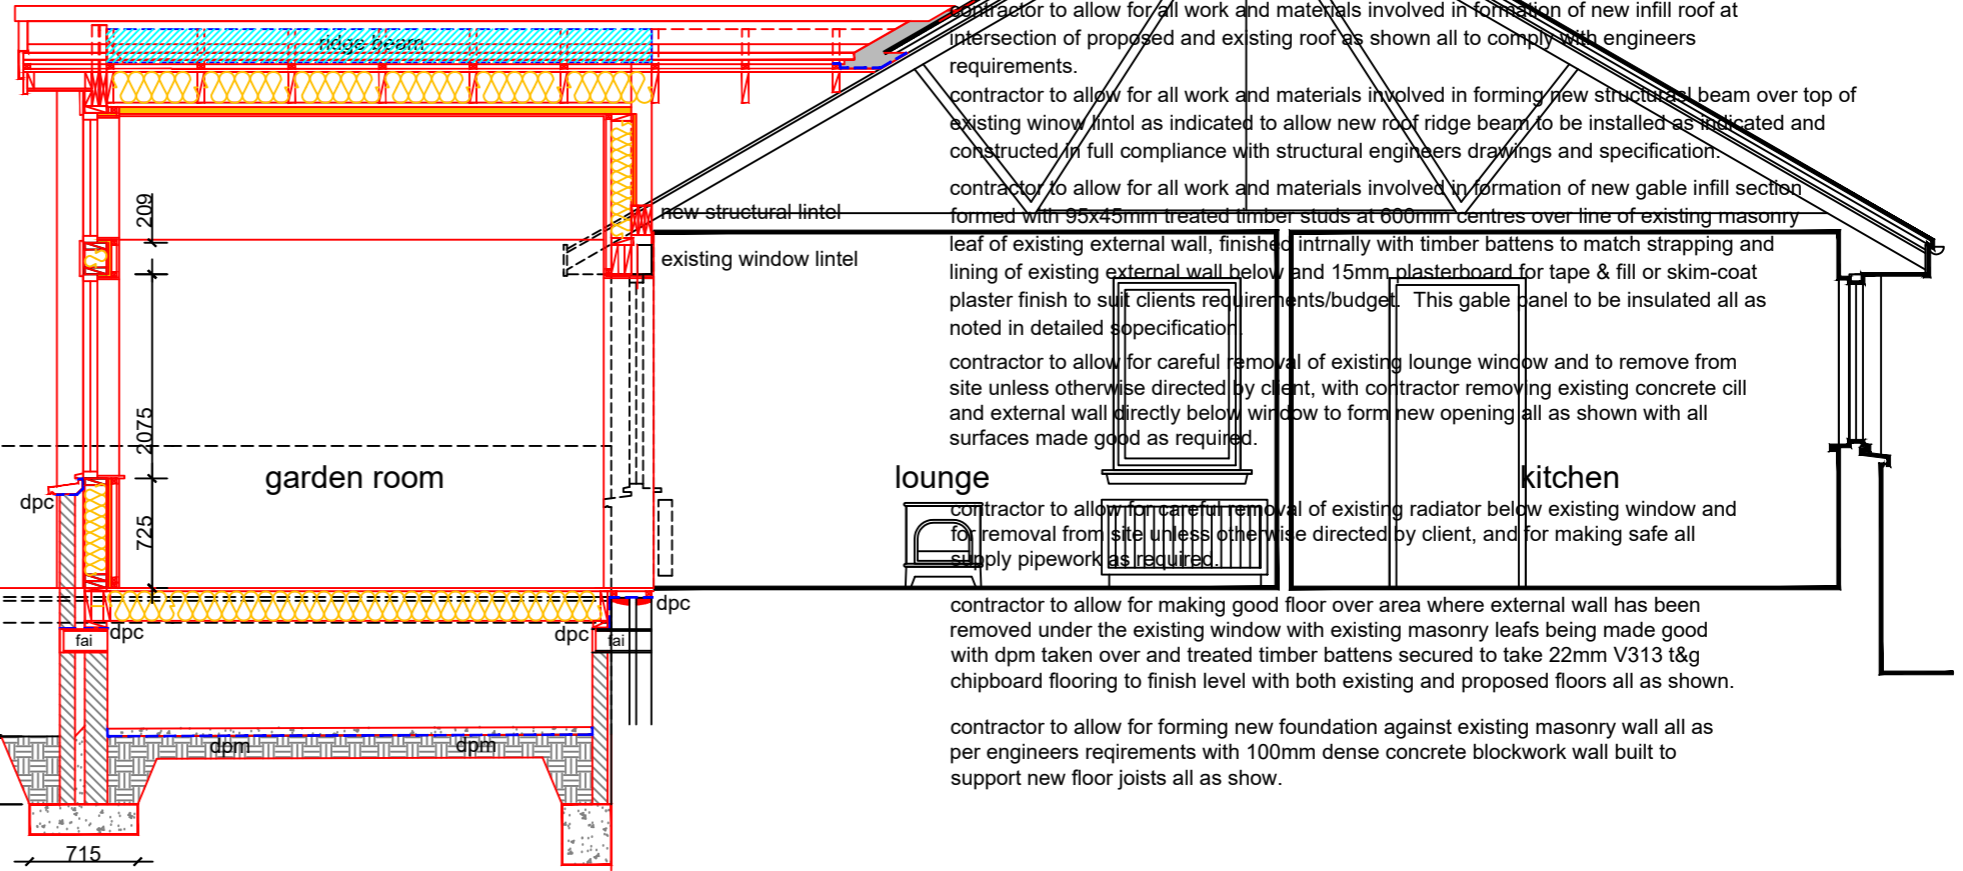 contractor to allow for all work and materials involved in formation of new infill roof at
intersection of proposed and existing roof as shown all to comply with engineers
requirements.
contractor to allow for all work and materials involved in forming new structurasl beam over top of
existing winow lintol as indicated to allow new roof ridge beam to be installed as indicated and
constructed in full compliance with structural engineers drawings and specification.
contractor to allow for all work and materials involved in formation of new gable infill section
formed with 95x45mm treated timber studs at 600mm centres over line of existing masonry
leaf of existing external wall, finished intrnally with timber battens to match strapping and
lining of existing external wall below and 15mm plasterboard for tape & fill or skim-coat
plaster finish to suit clients requirements/budget.  This gable panel to be insulated all as
noted in detailed sopecification.
contractor to allow for careful removal of existing lounge window and to remove from
site unless otherwise directed by client, with contractor removing existing concrete cill
and external wall directly below window to form new opening all as shown with all
surfaces made good as required.
contractor to allow for careful removal of existing radiator below existing window and
for removal from site unless otherwise directed by client, and for making safe all
supply pipework as required.
contractor to allow for making good floor over area where external wall has been
removed under the existing window with existing masonry leafs being made good
with dpm taken over and treated timber battens secured to take 22mm V313 t&g
chipboard flooring to finish level with both existing and proposed floors all as shown.
contractor to allow for forming new foundation against existing masonry wall all as
per engineers reqirements with 100mm dense concrete blockwork wall built to
support new floor joists all as show.
ridge beam
209
new structural lintel
existing window lintel
2075
garden room
lounge
kitchen
dpc
725
dpc
dpc
dpc
fai
fai
dpm
dpm
715